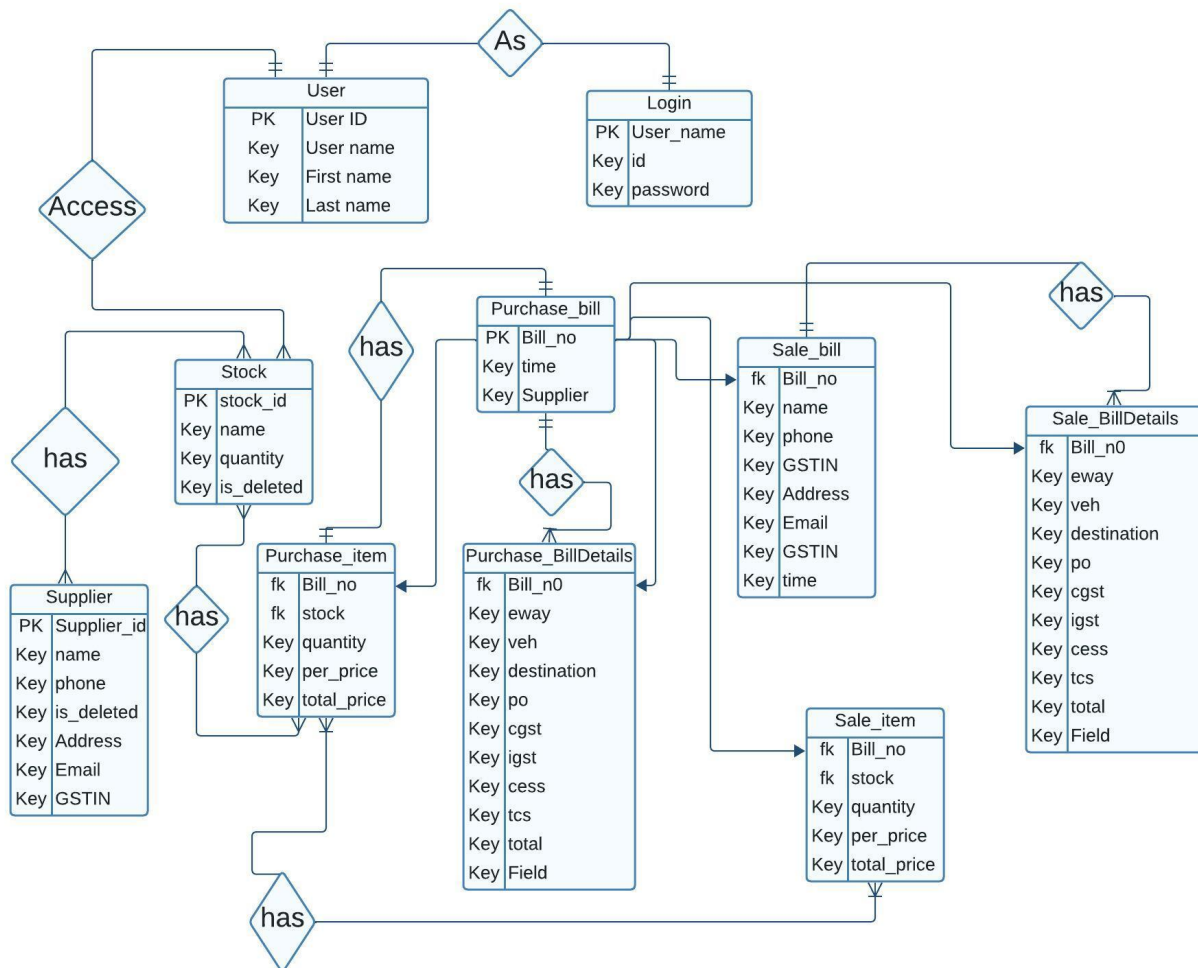 As
User
PK User ID
Key User name
Key First name
Key Last name
Login
PK User_name
Key id
Key password
Access
has
Purchase_bill
PK Bill_no
Key time
Key Supplier
has
Sale_bill
fk Bill_no
Key name
Key phone
Key GSTIN
Key Address
Key Email
Key GSTIN
Key time
has
Stock
PK stock_id
Key name
Key quantity
Key is_deleted
Sale_BillDetails
fk Bill_n0
Key eway
Key veh
Key destination
Key po
Key cgst
Key igst
Key cess
Key tcs
Key total
Key Field
has
has
Purchase_item
fk Bill_no
fk stock
Key quantity
Key per_price
Key total_price
Purchase_BillDetails
fk Bill_n0
Key eway
Key veh
Key destination
Key po
Key cgst
Key igst
Key cess
Key tcs
Key total
Key Field
Supplier
PK Supplier_id
Key name
Key phone
Key is_deleted
Key Address
Key Email
Key GSTIN
has
Sale_item
fk Bill_no
fk stock
Key quantity
Key per_price
Key total_price
has